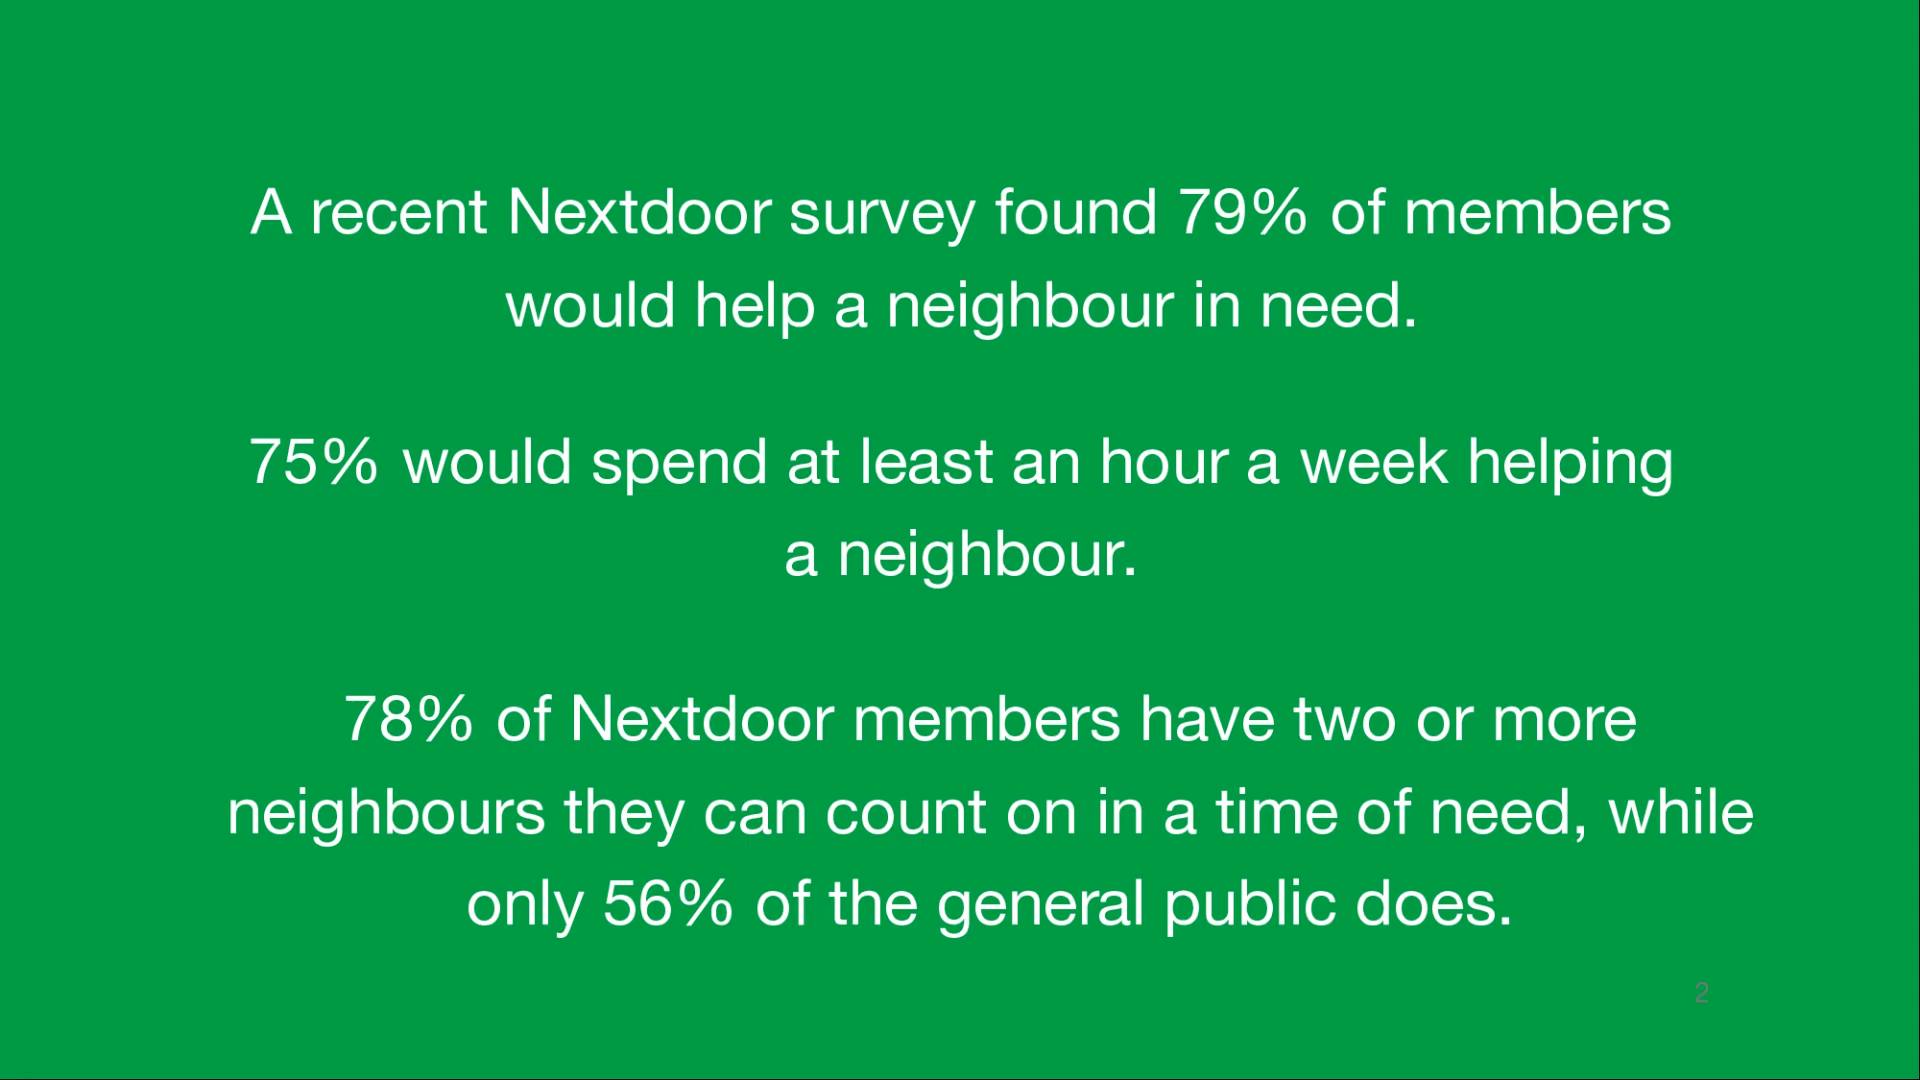 A recent Nextdoor survey found 79% of members
would help a neighbour in need.
75% would spend at least an hour a week helping
a neighbour.
78% of Nextdoor members have two or more
neighbours they can count on in a time of need, while
only 56% of the general public does.
2